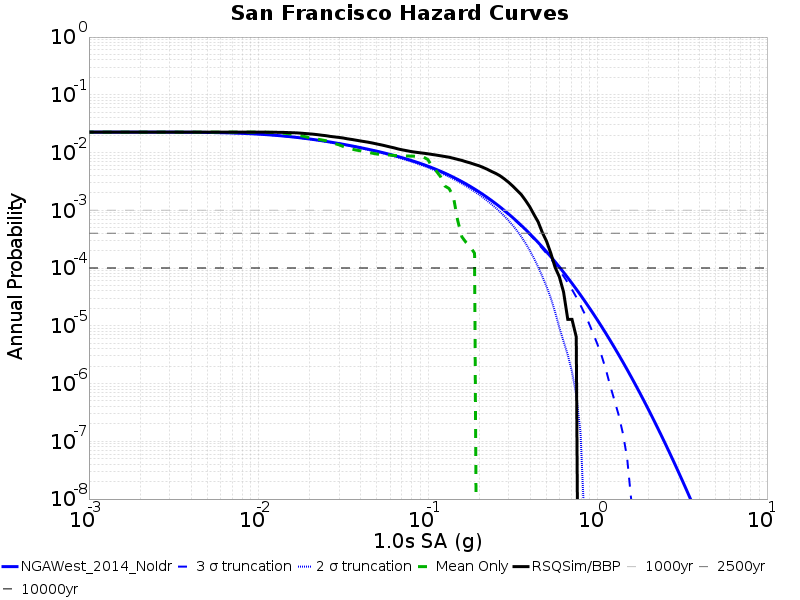 San Francisco Hazard Curves
Annual Probability
10^0
10^-1
10^-2
10^-3
10^-4
10^-5
10^-6
10^-7
10^-8
10^-3 10^-2 10^-1 10^0 10^1
1.0s SA (g)
NGAWest_2014_NoIdr 3 σ truncation 2 σ truncation Mean Only RSQSim/BBP 1000yr 2500yr
10000yr